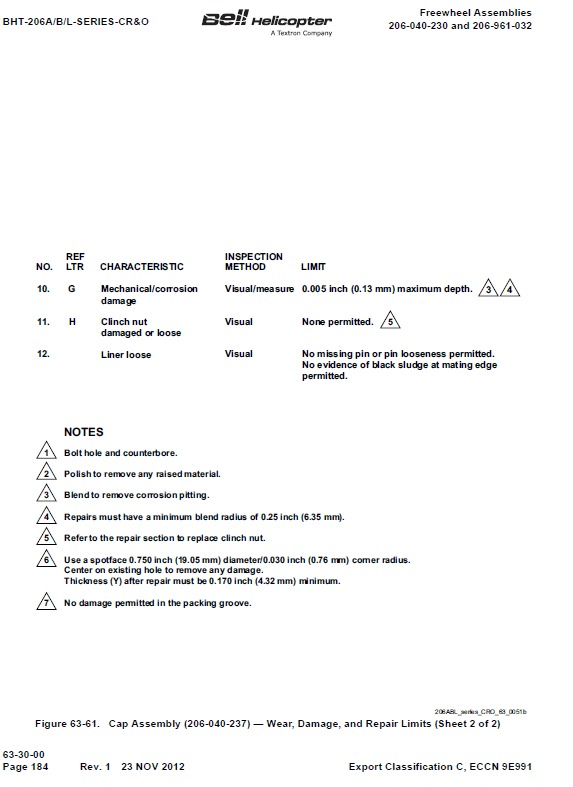 BHT-206A/B/L-SERIES-CR&O
Bell Helicopter
A Textron Company
Freewheel Assemblies
206-040-230 and 206-961-032
NO. REF LTR CHARACTERISTIC INSPECTION METHOD LIMIT
10. G Mechanical/corrosion Visual/measure 0.005 inch (0.13 mm) maximum depth. 3 4
damage
11. H Clinch nut Visual None permitted. 5
damaged or loose
12. Liner loose Visual No missing pin or pin looseness permitted.
No evidence of black sludge at mating edge
permitted.
NOTES
1 Bolt hole and counterbore.
2 Polish to remove any raised material.
3 Blend to remove corrosion pitting.
4 Repairs must have a minimum blend radius of 0.25 inch (6.35 mm).
5 Refer to the repair section to replace clinch nut.
6 Use a spotface 0.750 inch (19.05 mm) diameter/0.030 inch (0.76 mm) corner radius.
Center on existing hole to remove any damage.
Thickness (Y) after repair must be 0.170 inch (4.32 mm) minimum.
7 No damage permitted in the packing groove.
206ABL_series_CRO_63_0051b
Figure 63-61. Cap Assembly (206-040-237) — Wear, Damage, and Repair Limits (Sheet 2 of 2)
63-30-00
Page 184 Rev. 1 23 NOV 2012 Export Classification C, ECCN 9E991